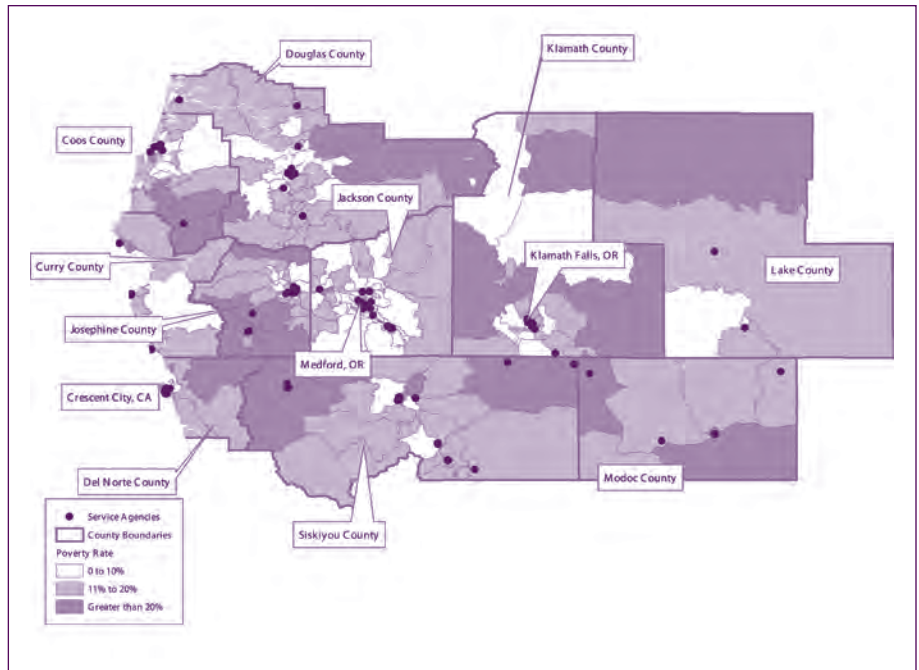 Douglas County
Klamath County
Coos County
Jackson County
Curry County
Klamath Falls, OR
Lake County
Josephine County
Medford, OR
Crescent City, CA
Del Norte County
Modoc County
Siskiyou County
Service Agencies
County Boundaries
Poverty Rate
0 to 10%
11% to 20%
Greater than 20%